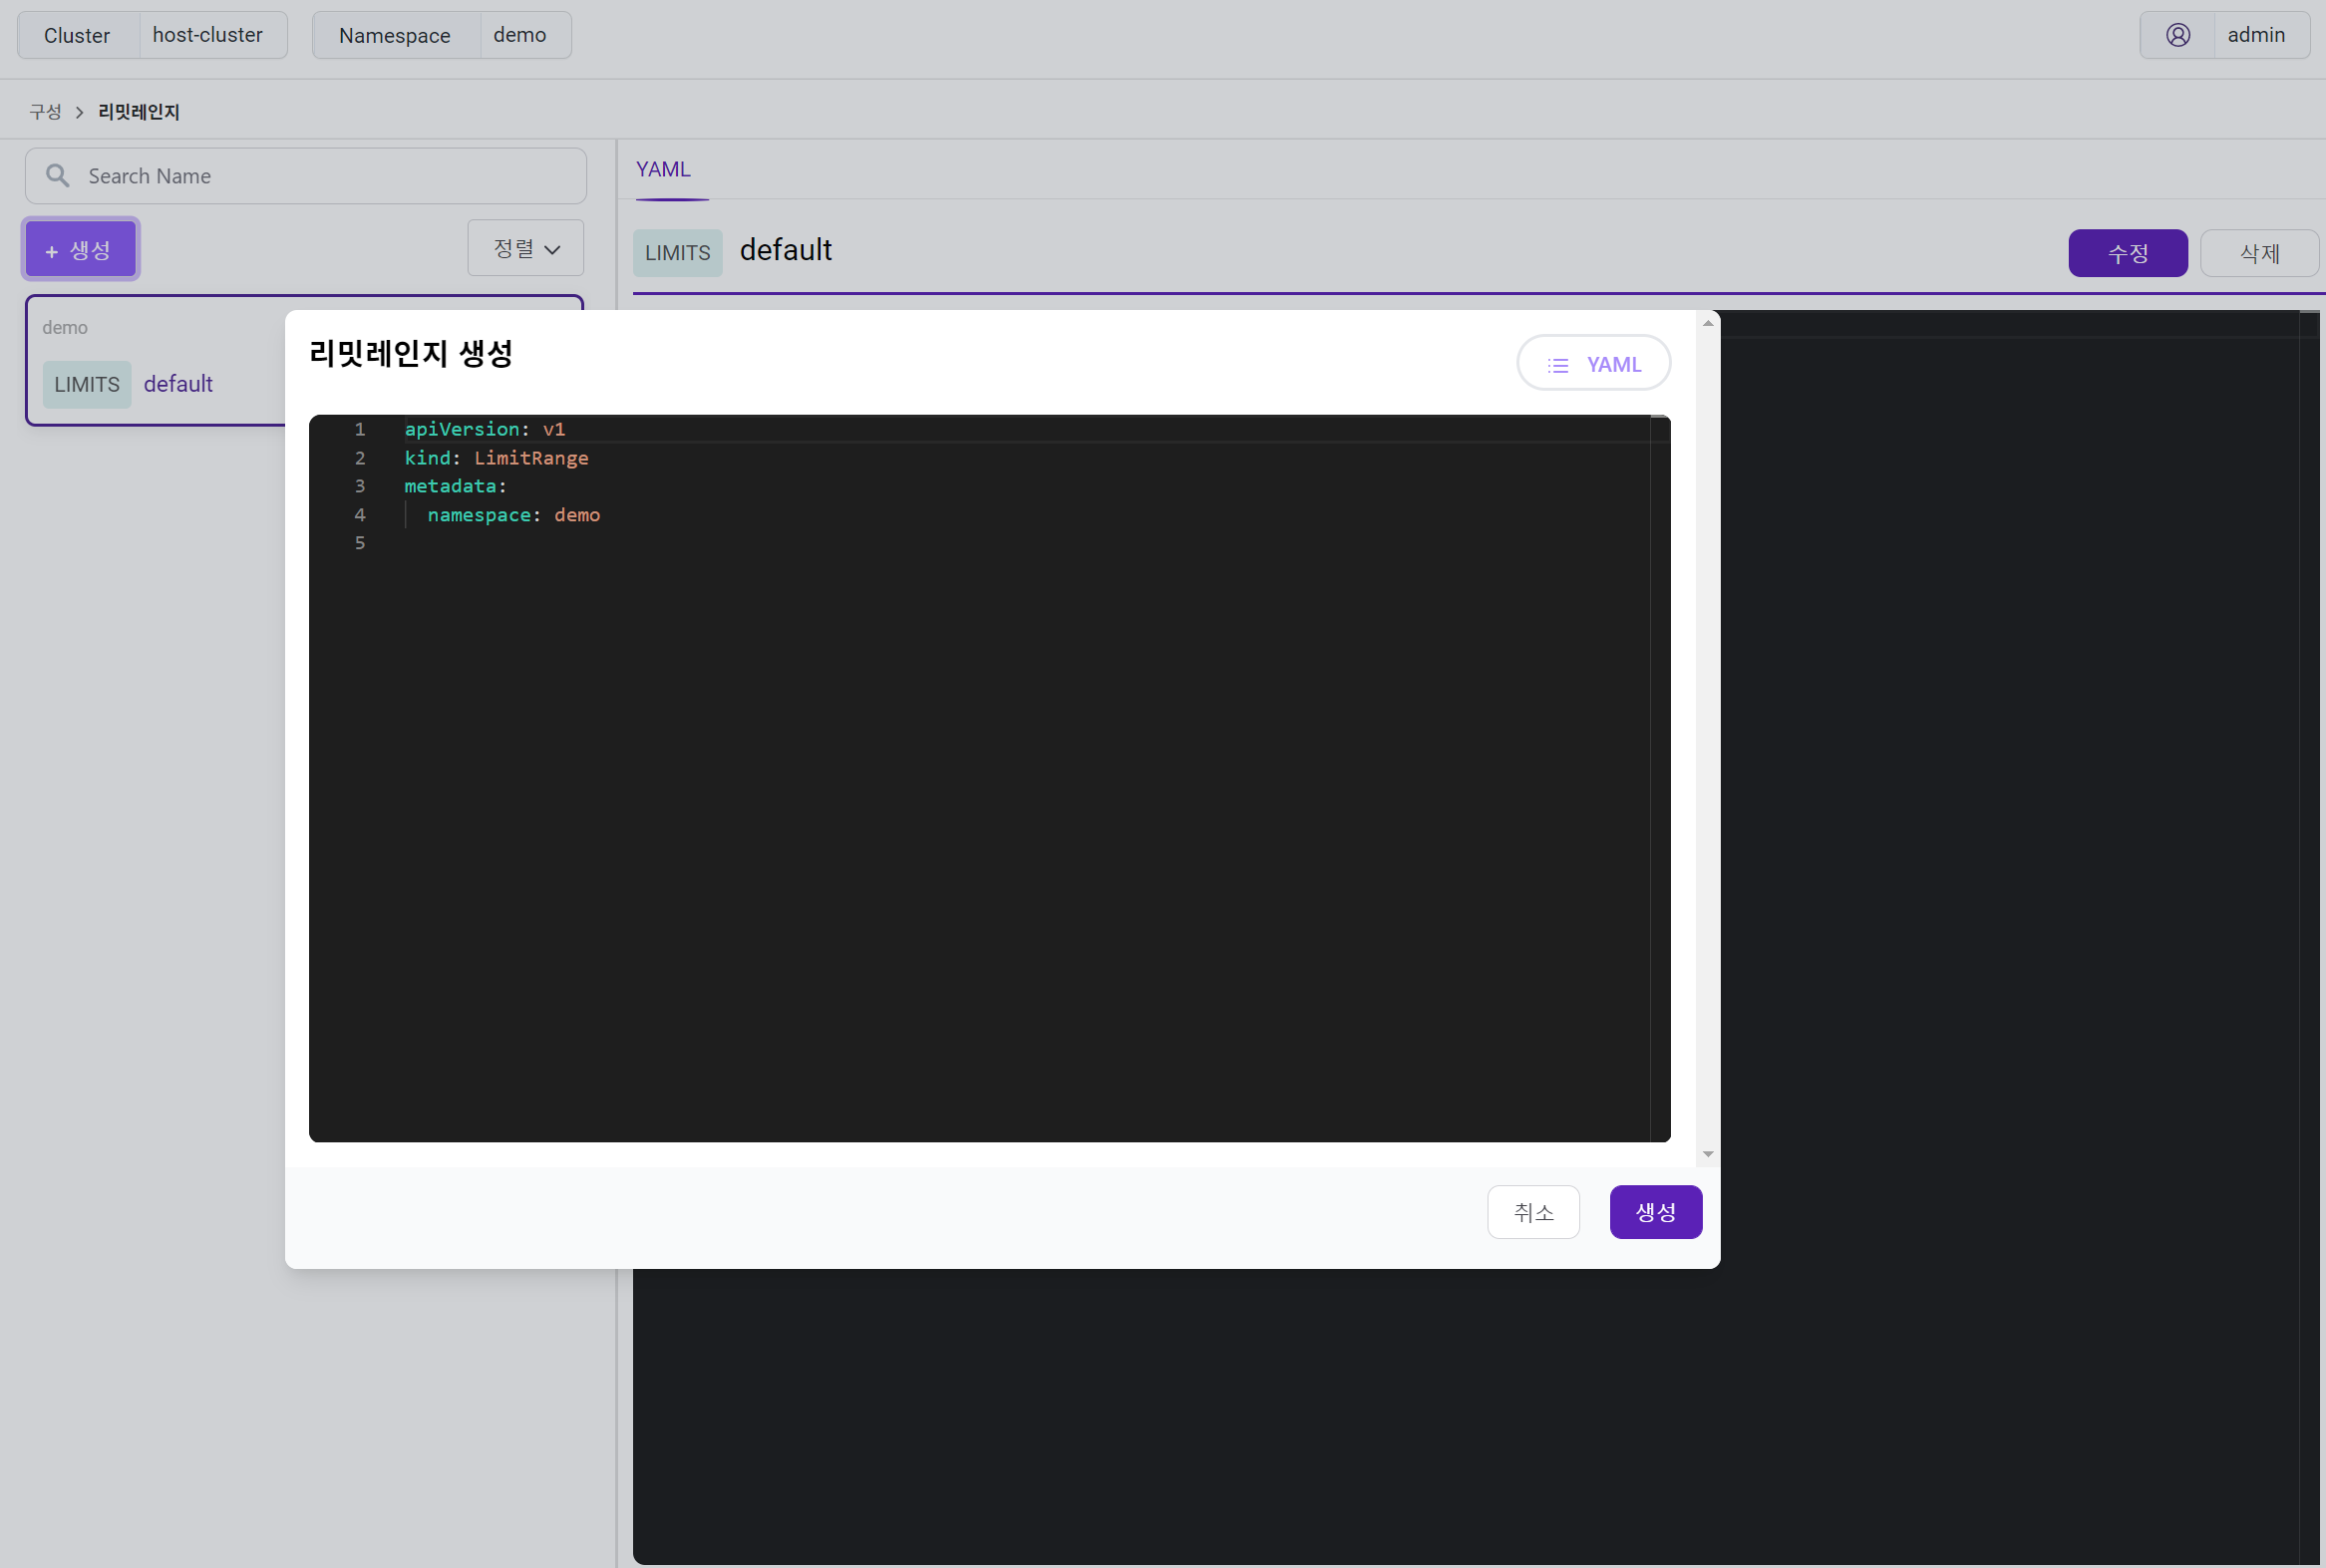 Cluster host-cluster Namespace demo admin
구성 > 리밋레인지
Search Name
+ 생성 정렬
demo
LIMITS default
YAML
LIMITS default 수정 삭제
리밋레인지 생성 YAML
1 apiVersion: v1
2 kind: LimitRange
3 metadata:
4 namespace: demo
5
취소 생성